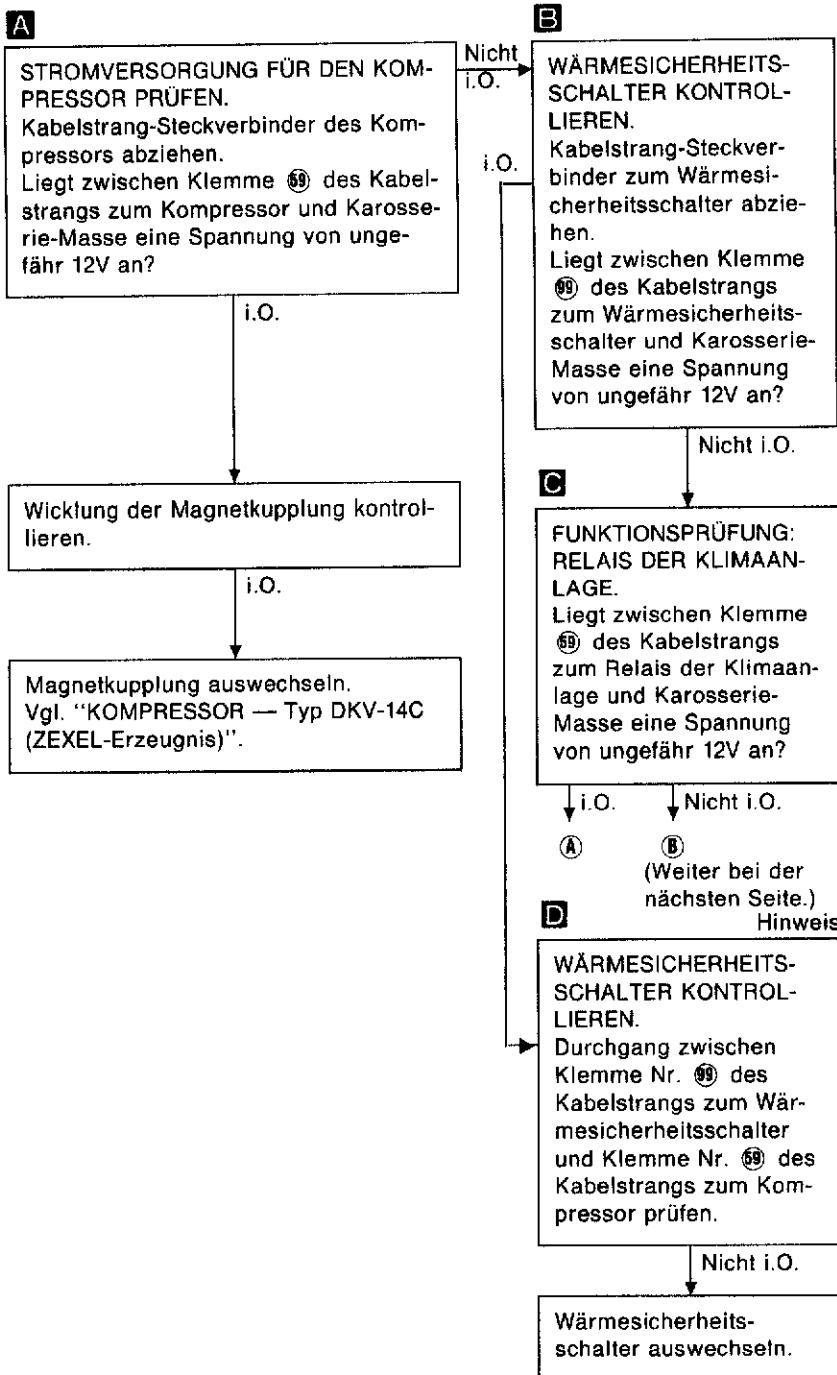 A
STROMVERSORGUNG FÜR DEN KOM-
PRESSOR PRÜFEN.
Kabelstrang-Steckverbinder des Kom-
pressors abziehen.
Liegt zwischen Klemme 69 des Kabel-
strangs zum Kompressor und Karosse-
rie-Masse eine Spannung von unge-
fähr 12V an?
Nicht
i.O.
i.O.
Wicklung der Magnetkupplung kontrol-
lieren.
i.O.
Magnetkupplung auswechseln.
Vgl. "KOMPRESSOR — Typ DKV-14C
(ZEXEL-Erzeugnis)".
B
WÄRMESICHERHEITS-
SCHALTER KONTROL-
LIEREN.
Kabelstrang-Steckver-
binder zum Wärmesi-
cherheitsschalter abzie-
hen.
Liegt zwischen Klemme
99 des Kabelstrangs
zum Wärmesicherheits-
schalter und Karosserie-
Masse eine Spannung
von ungefähr 12V an?
i.O.
Nicht i.O.
C
FUNKTIONSPRÜFUNG:
RELAIS DER KLIMAAN-
LAGE.
Liegt zwischen Klemme
69 des Kabelstrangs
zum Relais der Klimaan-
lage und Karosserie-
Masse eine Spannung
von ungefähr 12V an?
i.O.
Nicht i.O.
A
B
(Weiter bei der
nächsten Seite.)
Hinweis
D
WÄRMESICHERHEITS-
SCHALTER KONTROL-
LIEREN.
Durchgang zwischen
Klemme Nr. 99 des
Kabelstrangs zum Wär-
mesicherheitsschalter
und Klemme Nr. 69 des
Kabelstrangs zum Kom-
pressor prüfen.
Nicht i.O.
Wärmesicherheits-
schalter auswechseln.